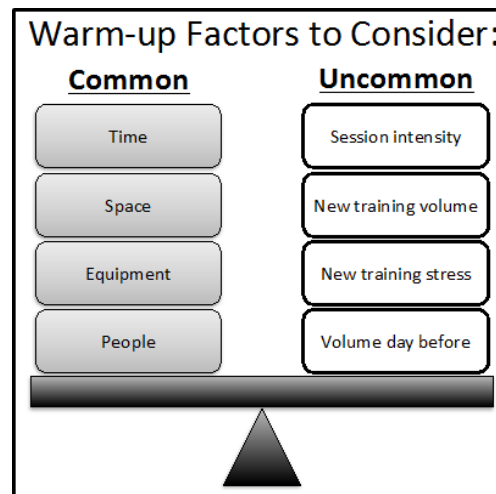 Warm-up Factors to Consider:
Common
Uncommon
Time
Session intensity
Space
New training volume
Equipment
New training stress
People
Volume day before